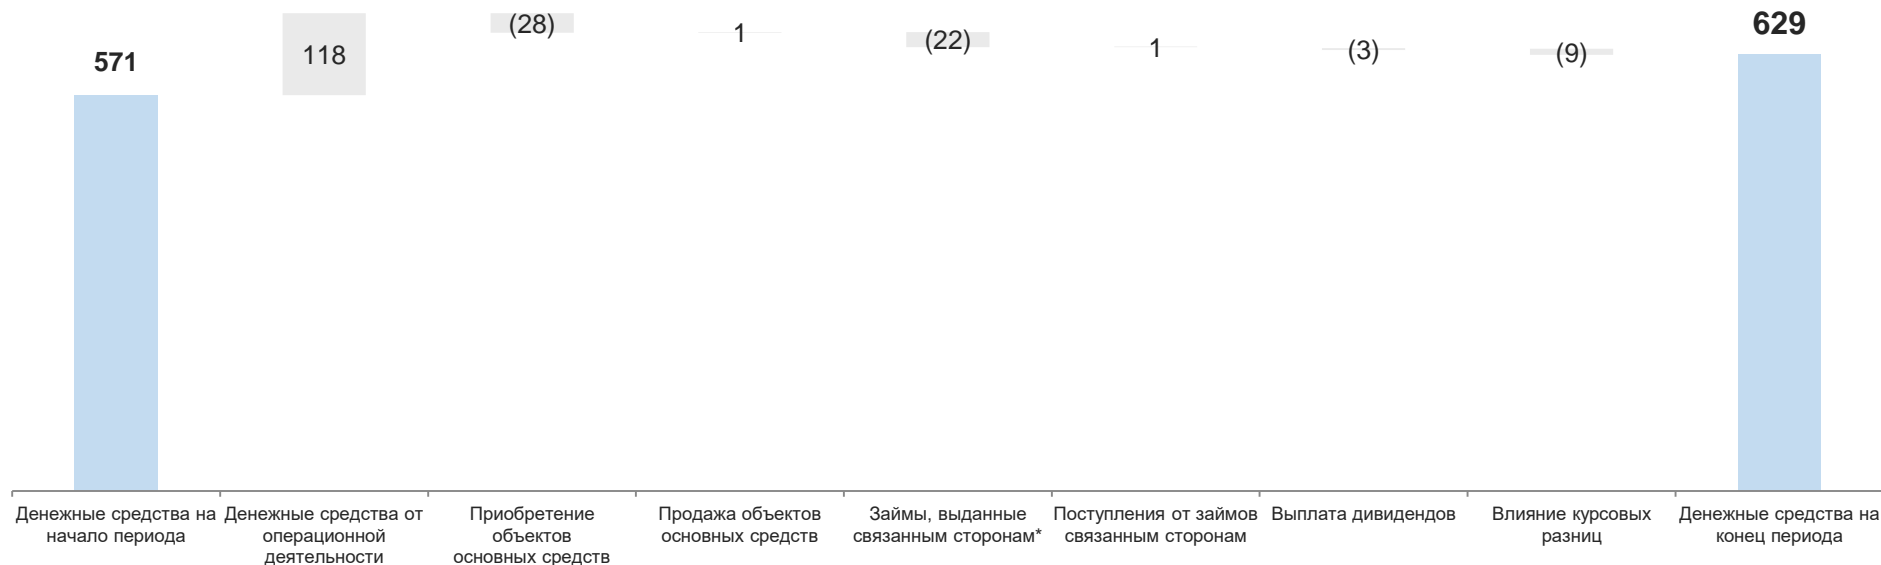 571
118
(28)
1
(22)
1
(3)
(9)
629
Денежные средства на
начало периода
Денежные средства от
операционной
деятельности
Приобретение
объектов
основных средств
Продажа объектов
основных средств
Займы, выданные
связанным сторонам*
Поступления от займов
связанным сторонам
Выплата дивидендов
Влияние курсовых
разниц
Денежные средства на
конец периода